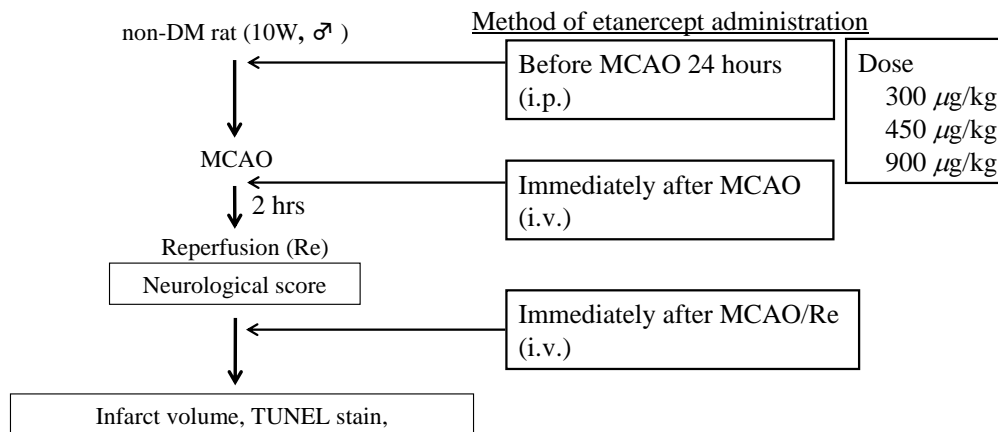 Method of etanercept administration
non-DM rat (10W, ♂ )
Before MCAO 24 hours
(i.p.)
Dose
300 μg/kg
450 μg/kg
900 μg/kg
MCAO
Immediately after MCAO
(i.v.)
2 hrs
Reperfusion (Re)
Neurological score
Immediately after MCAO/Re
(i.v.)
Infarct volume, TUNEL stain,